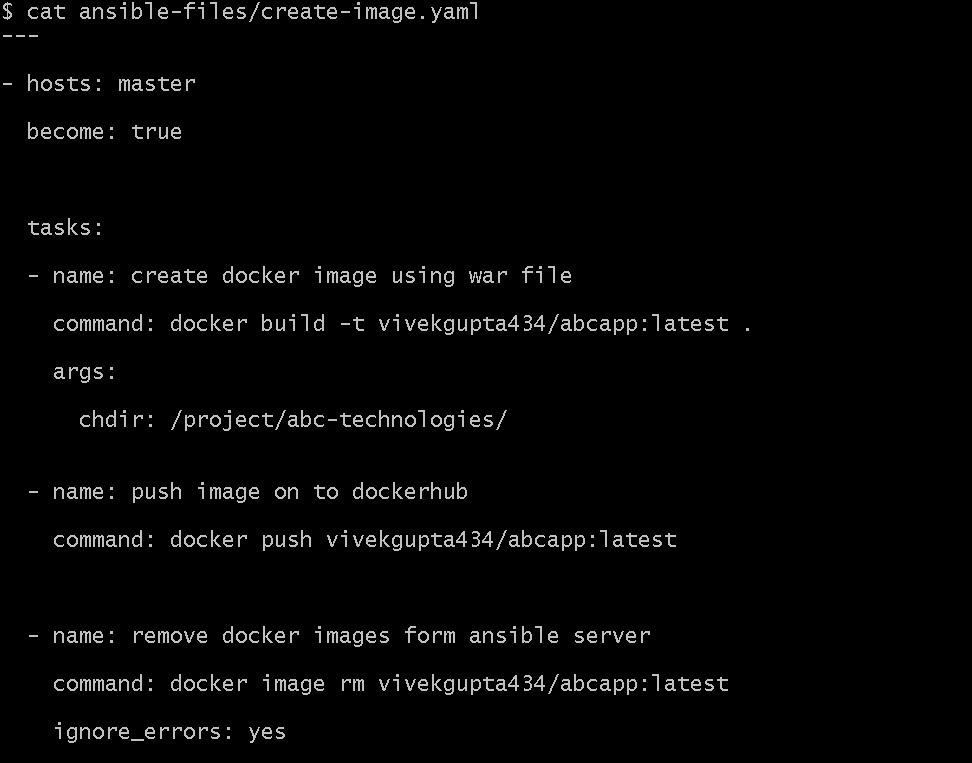 $ cat ansible-files/create-image.yaml
---
- hosts: master
become: true
tasks:
- name: create docker image using war file
command: docker build -t vivekgupta434/abcapp:latest .
args:
chdir: /project/abc-technologies/
- name: push image on to dockerhub
command: docker push vivekgupta434/abcapp:latest
- name: remove docker images form ansible server
command: docker image rm vivekgupta434/abcapp:latest
ignore_errors: yes